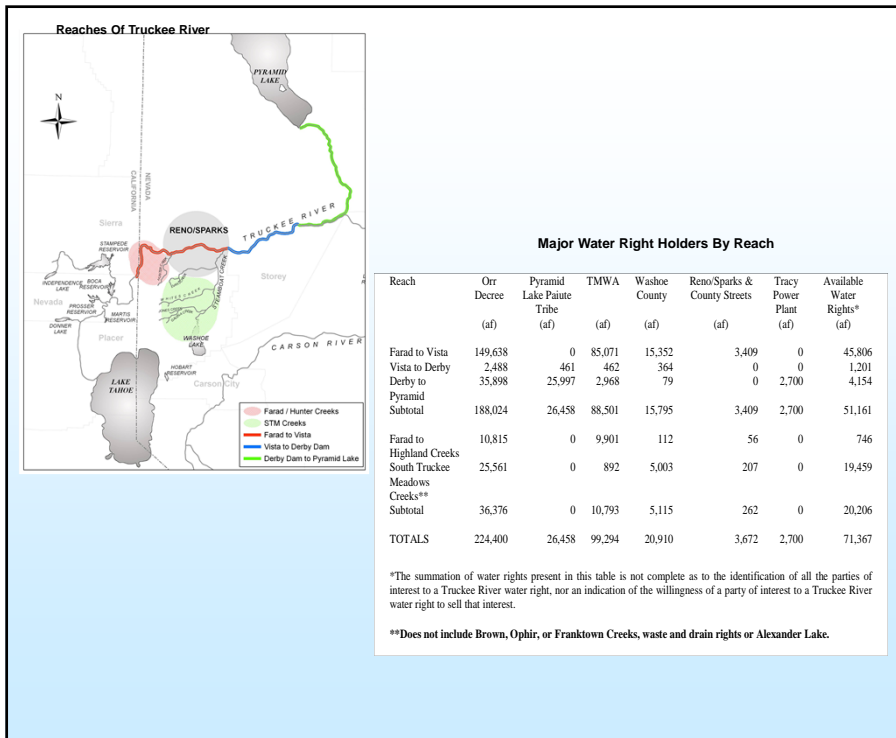 Reaches Of Truckee River
PYRAMID
LAKE
N
NEVADA
CALIFORNIA
Sierra
RENO/SPARKS
TRUCKEE RIVER
STAMPEDE
RESERVOIR
STEAMBOAT CREEK
Storey
INDEPENDENCE
LAKE
BOCA
RESERVOIR
Nevada
PROSSER
RESERVOIR
MARTIS
RESERVOIR
DONNER
LAKE
Placer
WASHOE
LAKE
CARSON RIVER
HOBART
RESERVOIR
Carson City
LAKE
TAHOE
Farad / Hunter Creeks
STM Creeks
Farad to Vista
Vista to Derby Dam
Derby Dam to Pyramid Lake
Major Water Right Holders By Reach
Reach Orr Pyramid TMWA Washoe Reno/Sparks & Tracy Available
Decree Lake Paiute County County Streets Power Water
Tribe Plant Rights*
(af) (af) (af) (af) (af) (af) (af)
Farad to Vista 149,638 0 85,071 15,352 3,409 0 45,806
Vista to Derby 2,488 461 462 364 0 0 1,201
Derby to 35,898 25,997 2,968 79 0 2,700 4,154
Pyramid
Subtotal 188,024 26,458 88,501 15,795 3,409 2,700 51,161
Farad to 10,815 0 9,901 112 56 0 746
Highland Creeks
South Truckee 25,561 0 892 5,003 207 0 19,459
Meadows
Creeks**
Subtotal 36,376 0 10,793 5,115 262 0 20,206
TOTALS 224,400 26,458 99,294 20,910 3,672 2,700 71,367
*The summation of water rights present in this table is not complete as to the identification of all the parties of
interest to a Truckee River water right, nor an indication of the willingness of a party of interest to a Truckee River
water right to sell that interest.
**Does not include Brown, Ophir, or Franktown Creeks, waste and drain rights or Alexander Lake.